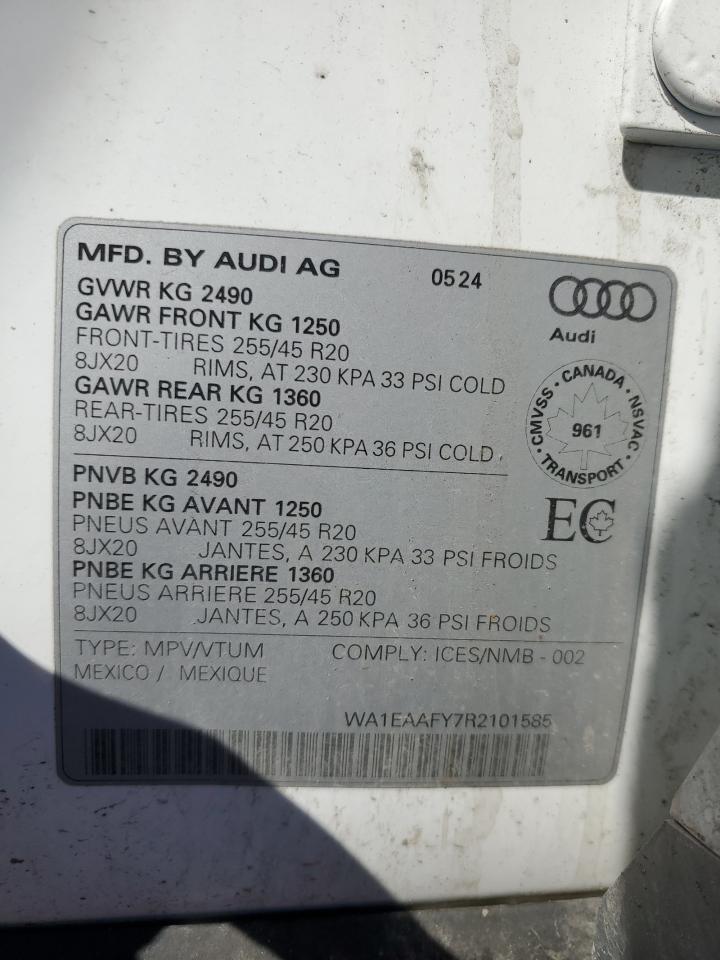 MFD. BY AUDI AG 0524
GVWR KG 2490
GAWR FRONT KG 1250
FRONT-TIRES 255/45 R20
8JX20 RIMS, AT 230 KPA 33 PSI COLD
GAWR REAR KG 1360
REAR-TIRES 255/45 R20
8JX20 RIMS, AT 250 KPA 36 PSI COLD
Audi
CMVSS • CANADA • NSVAC • TRANSPORT •
961
EC
PNVB KG 2490
PNBE KG AVANT 1250
PNEUS AVANT 255/45 R20
8JX20 JANTES, A 230 KPA 33 PSI FROIDS
PNBE KG ARRIERE 1360
PNEUS ARRIERE 255/45 R20
8JX20 JANTES, A 250 KPA 36 PSI FROIDS
TYPE: MPV/VTUM COMPLY: ICES/NMB - 002
MEXICO / MEXIQUE
WA1EAAFY7R2101585